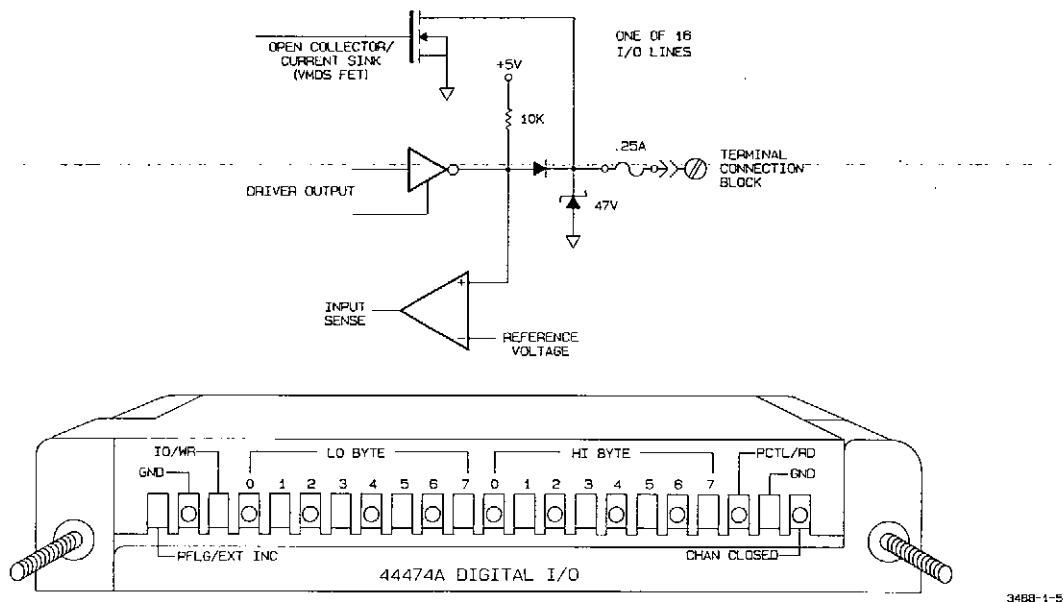 ONE OF 16
I/O LINES
OPEN COLLECTOR/
CURRENT SINK
(VMOS FET)
+5V
10K
.25A
TERMINAL
CONNECTION
BLOCK
DRIVER OUTPUT
47V
+
INPUT
SENSE
-
REFERENCE
VOLTAGE
IO/WR
LO BYTE
HI BYTE
PCTL/RD
GND
GND
0 1 2 3 4 5 6 7 0 1 2 3 4 5 6 7
PFLG/EXT INC
CHAN CLOSED
44474A DIGITAL I/O
3488-1-5